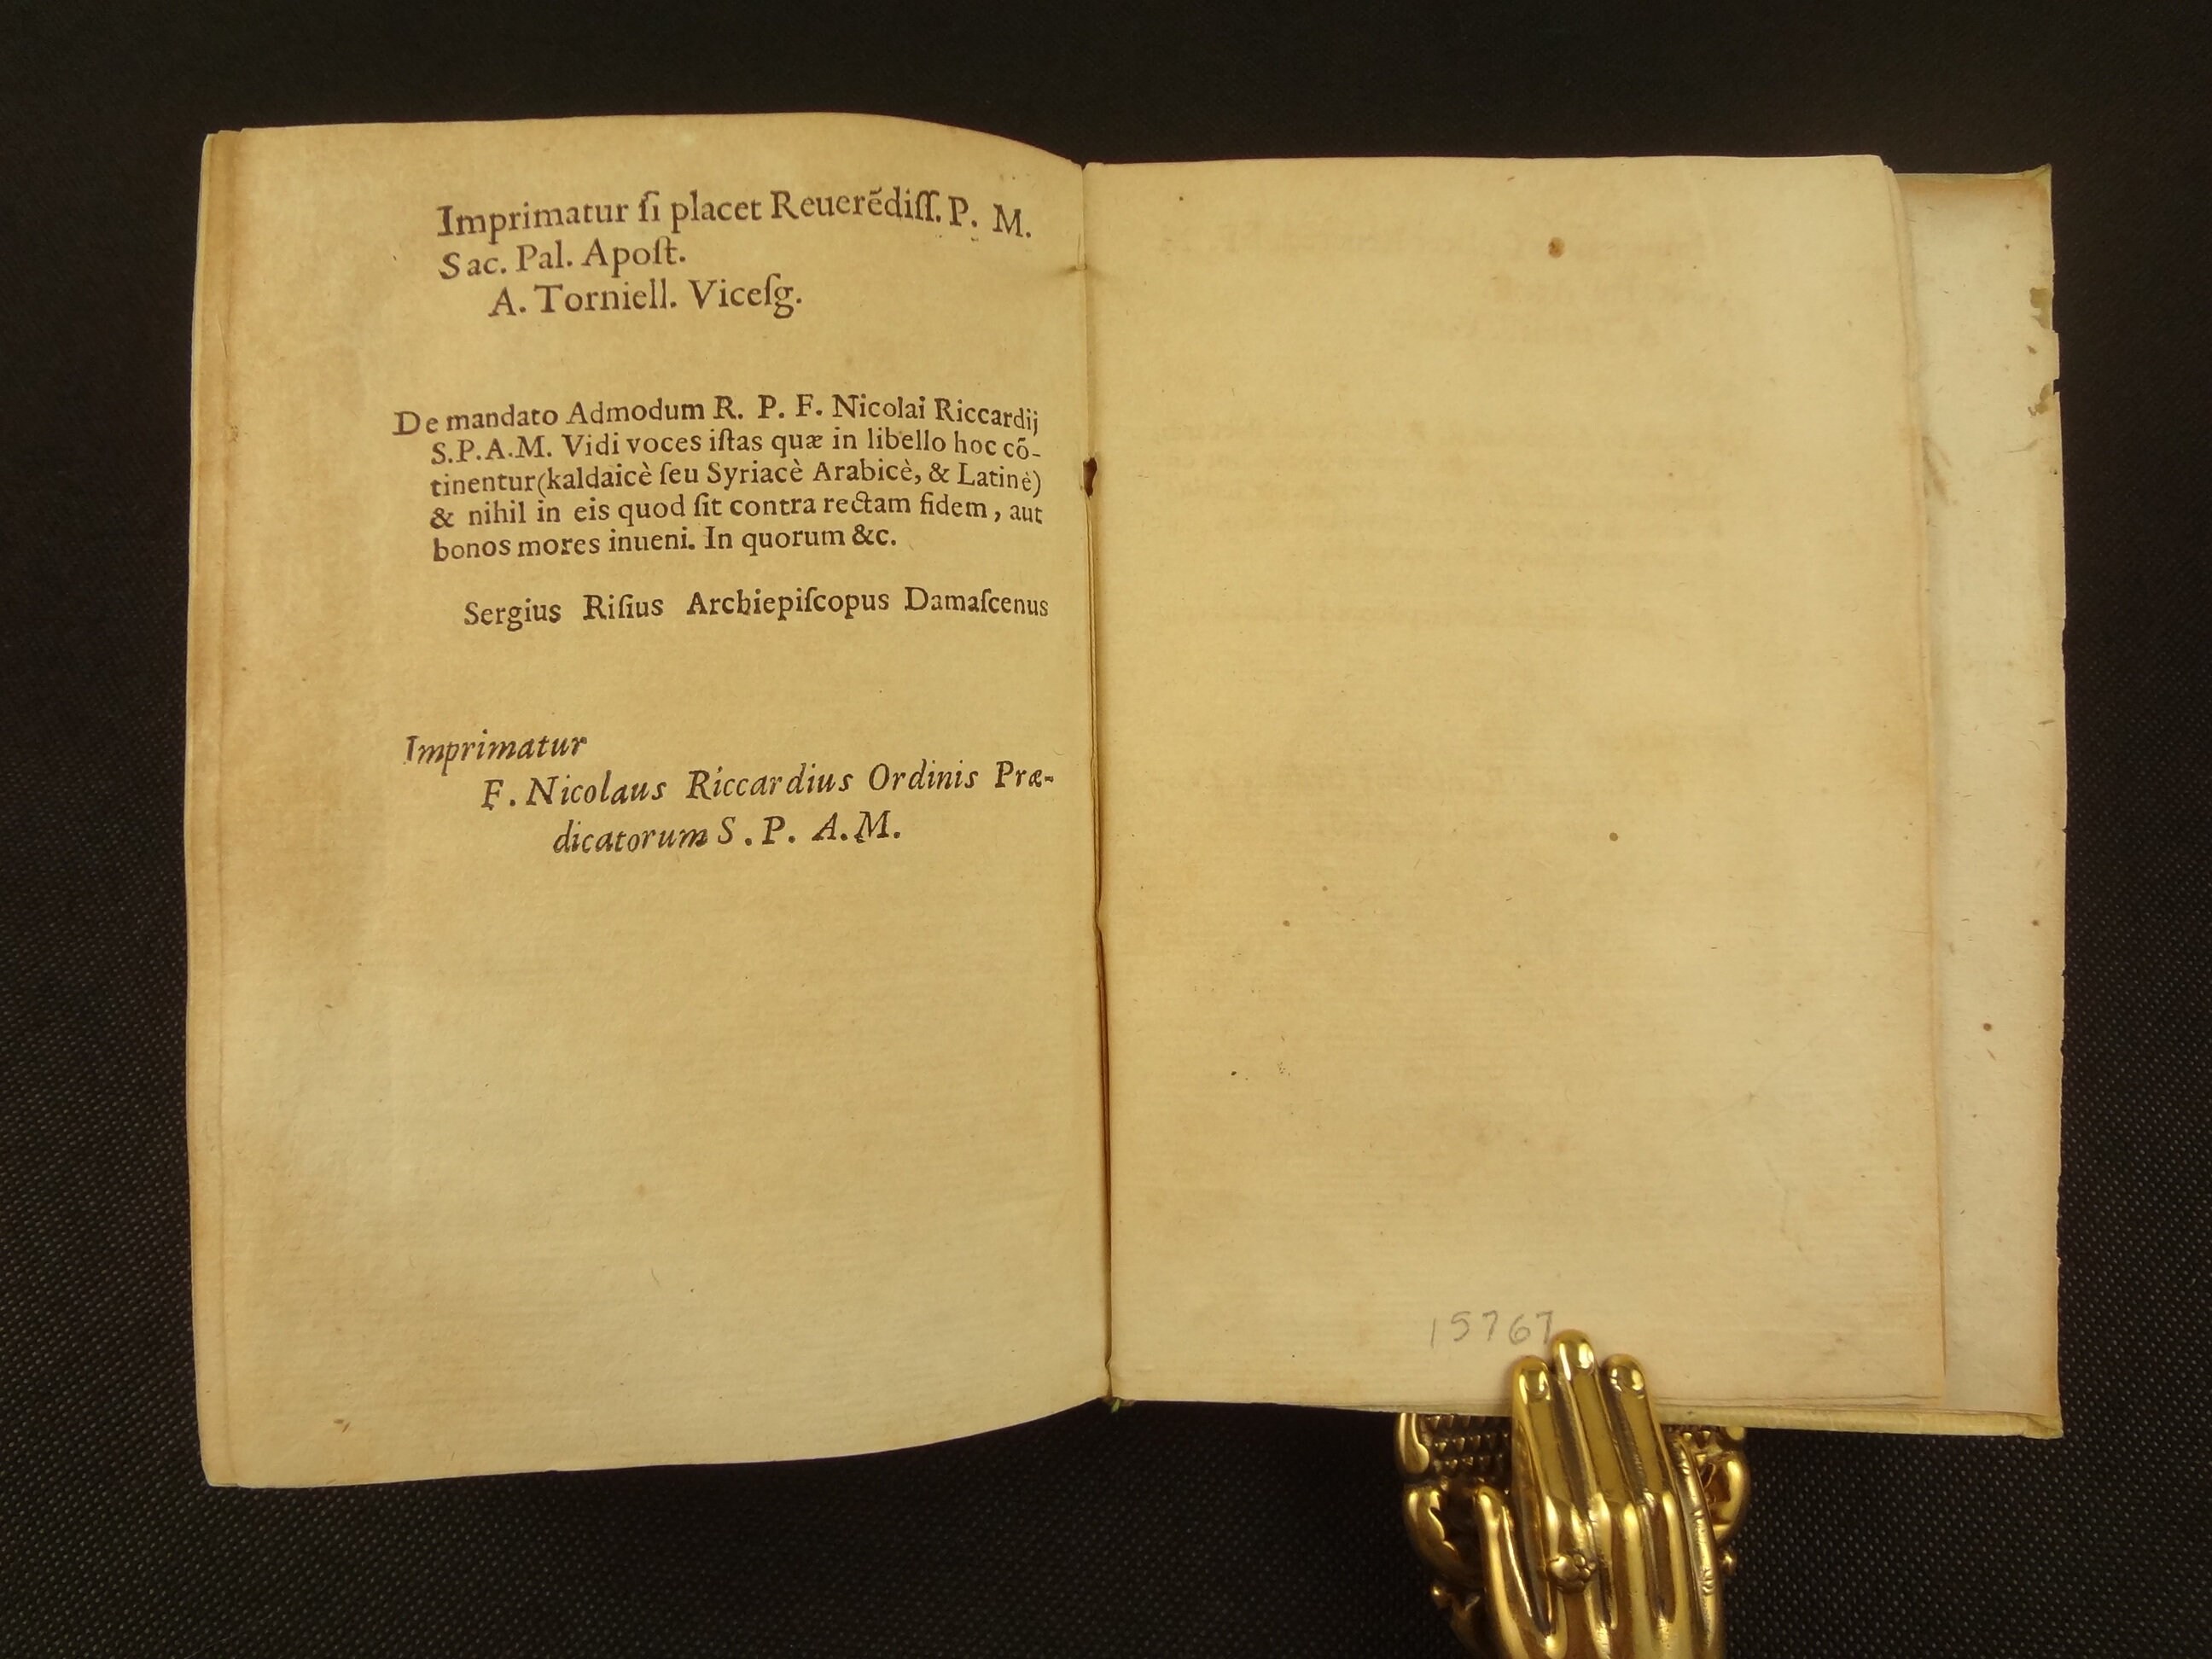 Imprimatur ſi placet Reuerẽdiſſ. P. M.
Sac. Pal. Apoſt.
A. Torniell. Viceſg.
De mandato Admodum R. P. F. Nicolai Riccardij
S.P.A.M. Vidi voces iſtas quæ in libello hoc cõ-
tinentur(kaldaicè ſeu Syriacè Arabicè, & Latinè)
& nihil in eis quod ſit contra rectam fidem, aut
bonos mores inueni. In quorum &c.
Sergius Riſius Archiepiſcopus Damaſcenus
Imprimatur
F. Nicolaus Riccardius Ordinis Præ-
dicatorum S. P. A. M.
15767